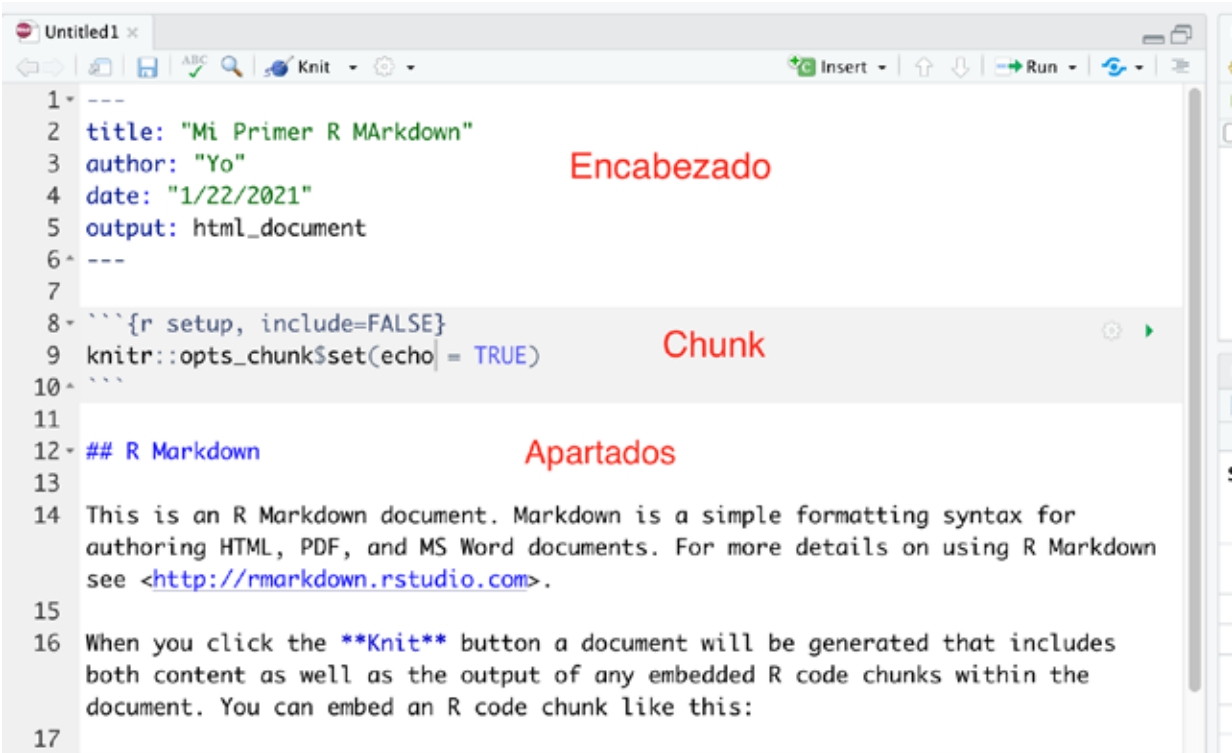 Untitled1 ×
ABC Knit Insert Run
1 ---
2 title: "Mi Primer R MArkdown"
3 author: "Yo" Encabezado
4 date: "1/22/2021"
5 output: html_document
6 ---
7
8 ```{r setup, include=FALSE}
9 knitr::opts_chunk$set(echo = TRUE) Chunk
10 ```
11
12 ## R Markdown Apartados
13
14 This is an R Markdown document. Markdown is a simple formatting syntax for
authoring HTML, PDF, and MS Word documents. For more details on using R Markdown
see <http://rmarkdown.rstudio.com>.
15
16 When you click the **Knit** button a document will be generated that includes
both content as well as the output of any embedded R code chunks within the
document. You can embed an R code chunk like this:
17